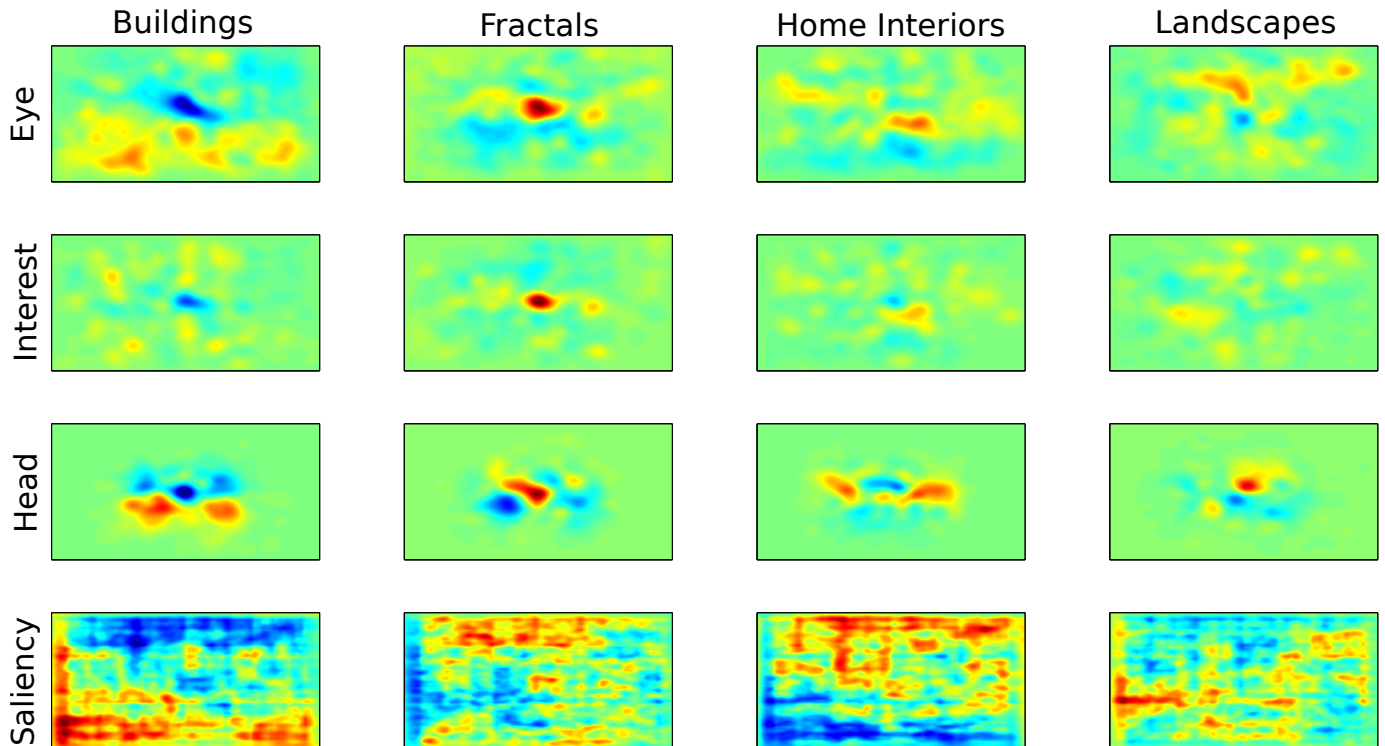 Buildings Fractals Home Interiors Landscapes
Eye
Interest
Head
Saliency